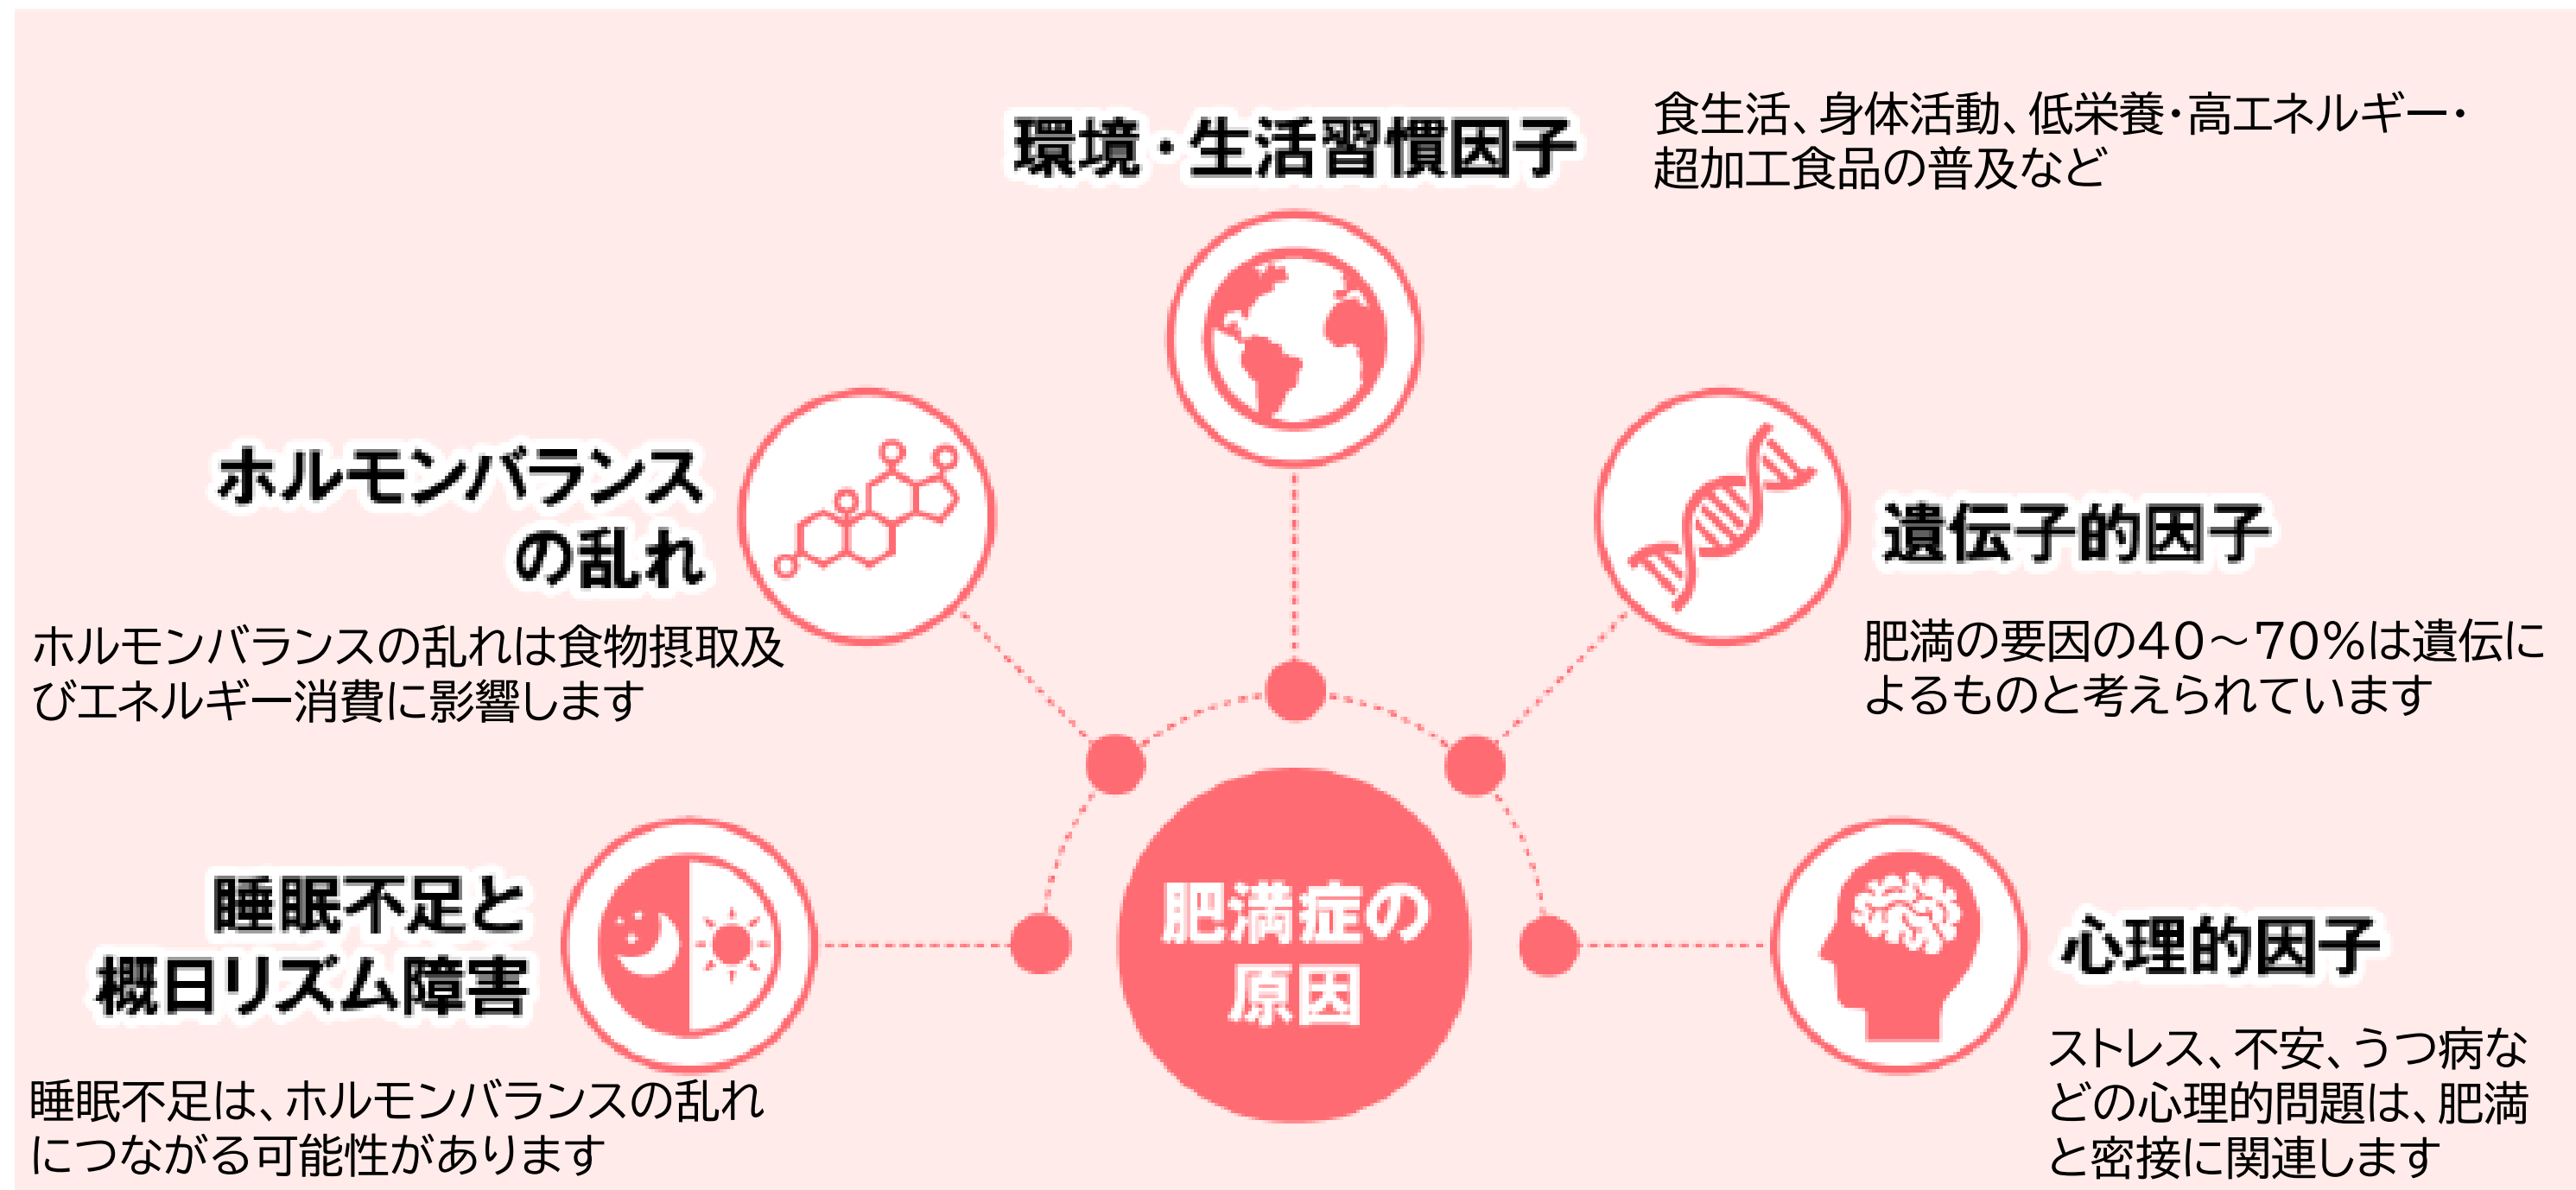 環境・生活習慣因子
食生活、身体活動、低栄養・高エネルギー・
超加工食品の普及など
ホルモンバランス
の乱れ
ホルモンバランスの乱れは食物摂取及
びエネルギー消費に影響します
遺伝子的因子
肥満の要因の40～70%は遺伝に
よるものと考えられています
睡眠不足と
概日リズム障害
睡眠不足は、ホルモンバランスの乱れ
につながる可能性があります
肥満症の
原因
心理的因子
ストレス、不安、うつ病な
どの心理的問題は、肥満
と密接に関連します